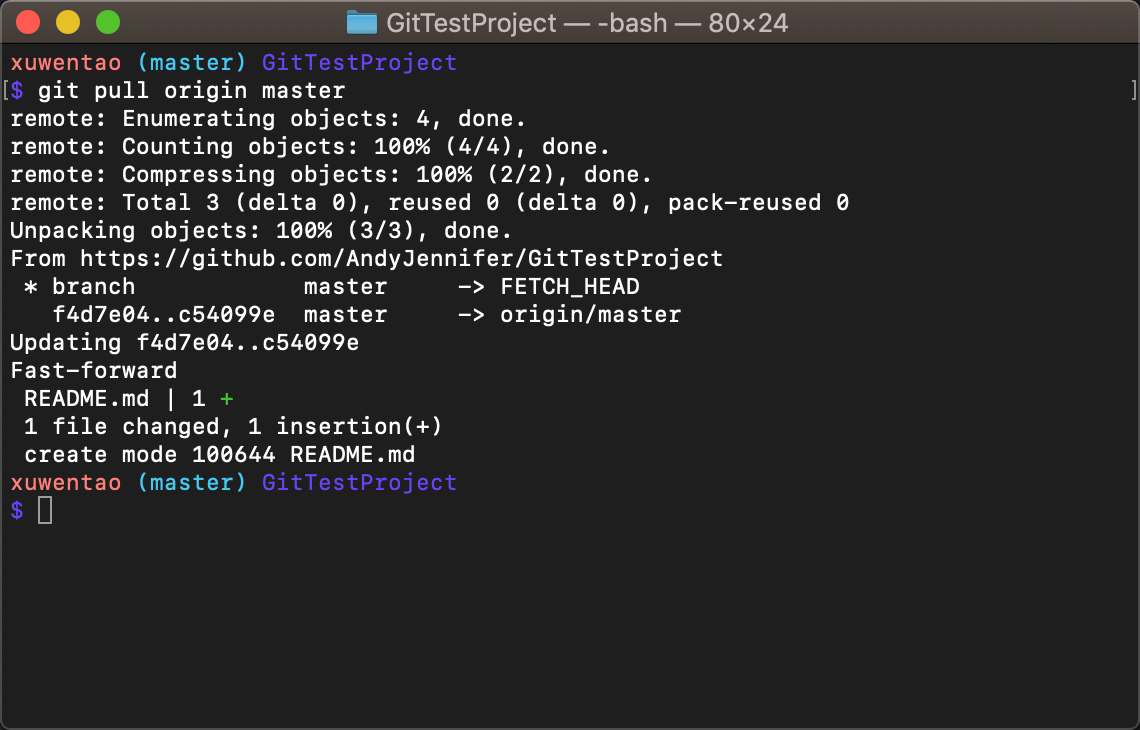 GitTestProject — -bash — 80×24
xuwentao (master) GitTestProject
[$ git pull origin master ]
remote: Enumerating objects: 4, done.
remote: Counting objects: 100% (4/4), done.
remote: Compressing objects: 100% (2/2), done.
remote: Total 3 (delta 0), reused 0 (delta 0), pack-reused 0
Unpacking objects: 100% (3/3), done.
From https://github.com/AndyJennifer/GitTestProject
 * branch            master     -> FETCH_HEAD
   f4d7e04..c54099e  master     -> origin/master
Updating f4d7e04..c54099e
Fast-forward
 README.md | 1 +
 1 file changed, 1 insertion(+)
 create mode 100644 README.md
xuwentao (master) GitTestProject
$